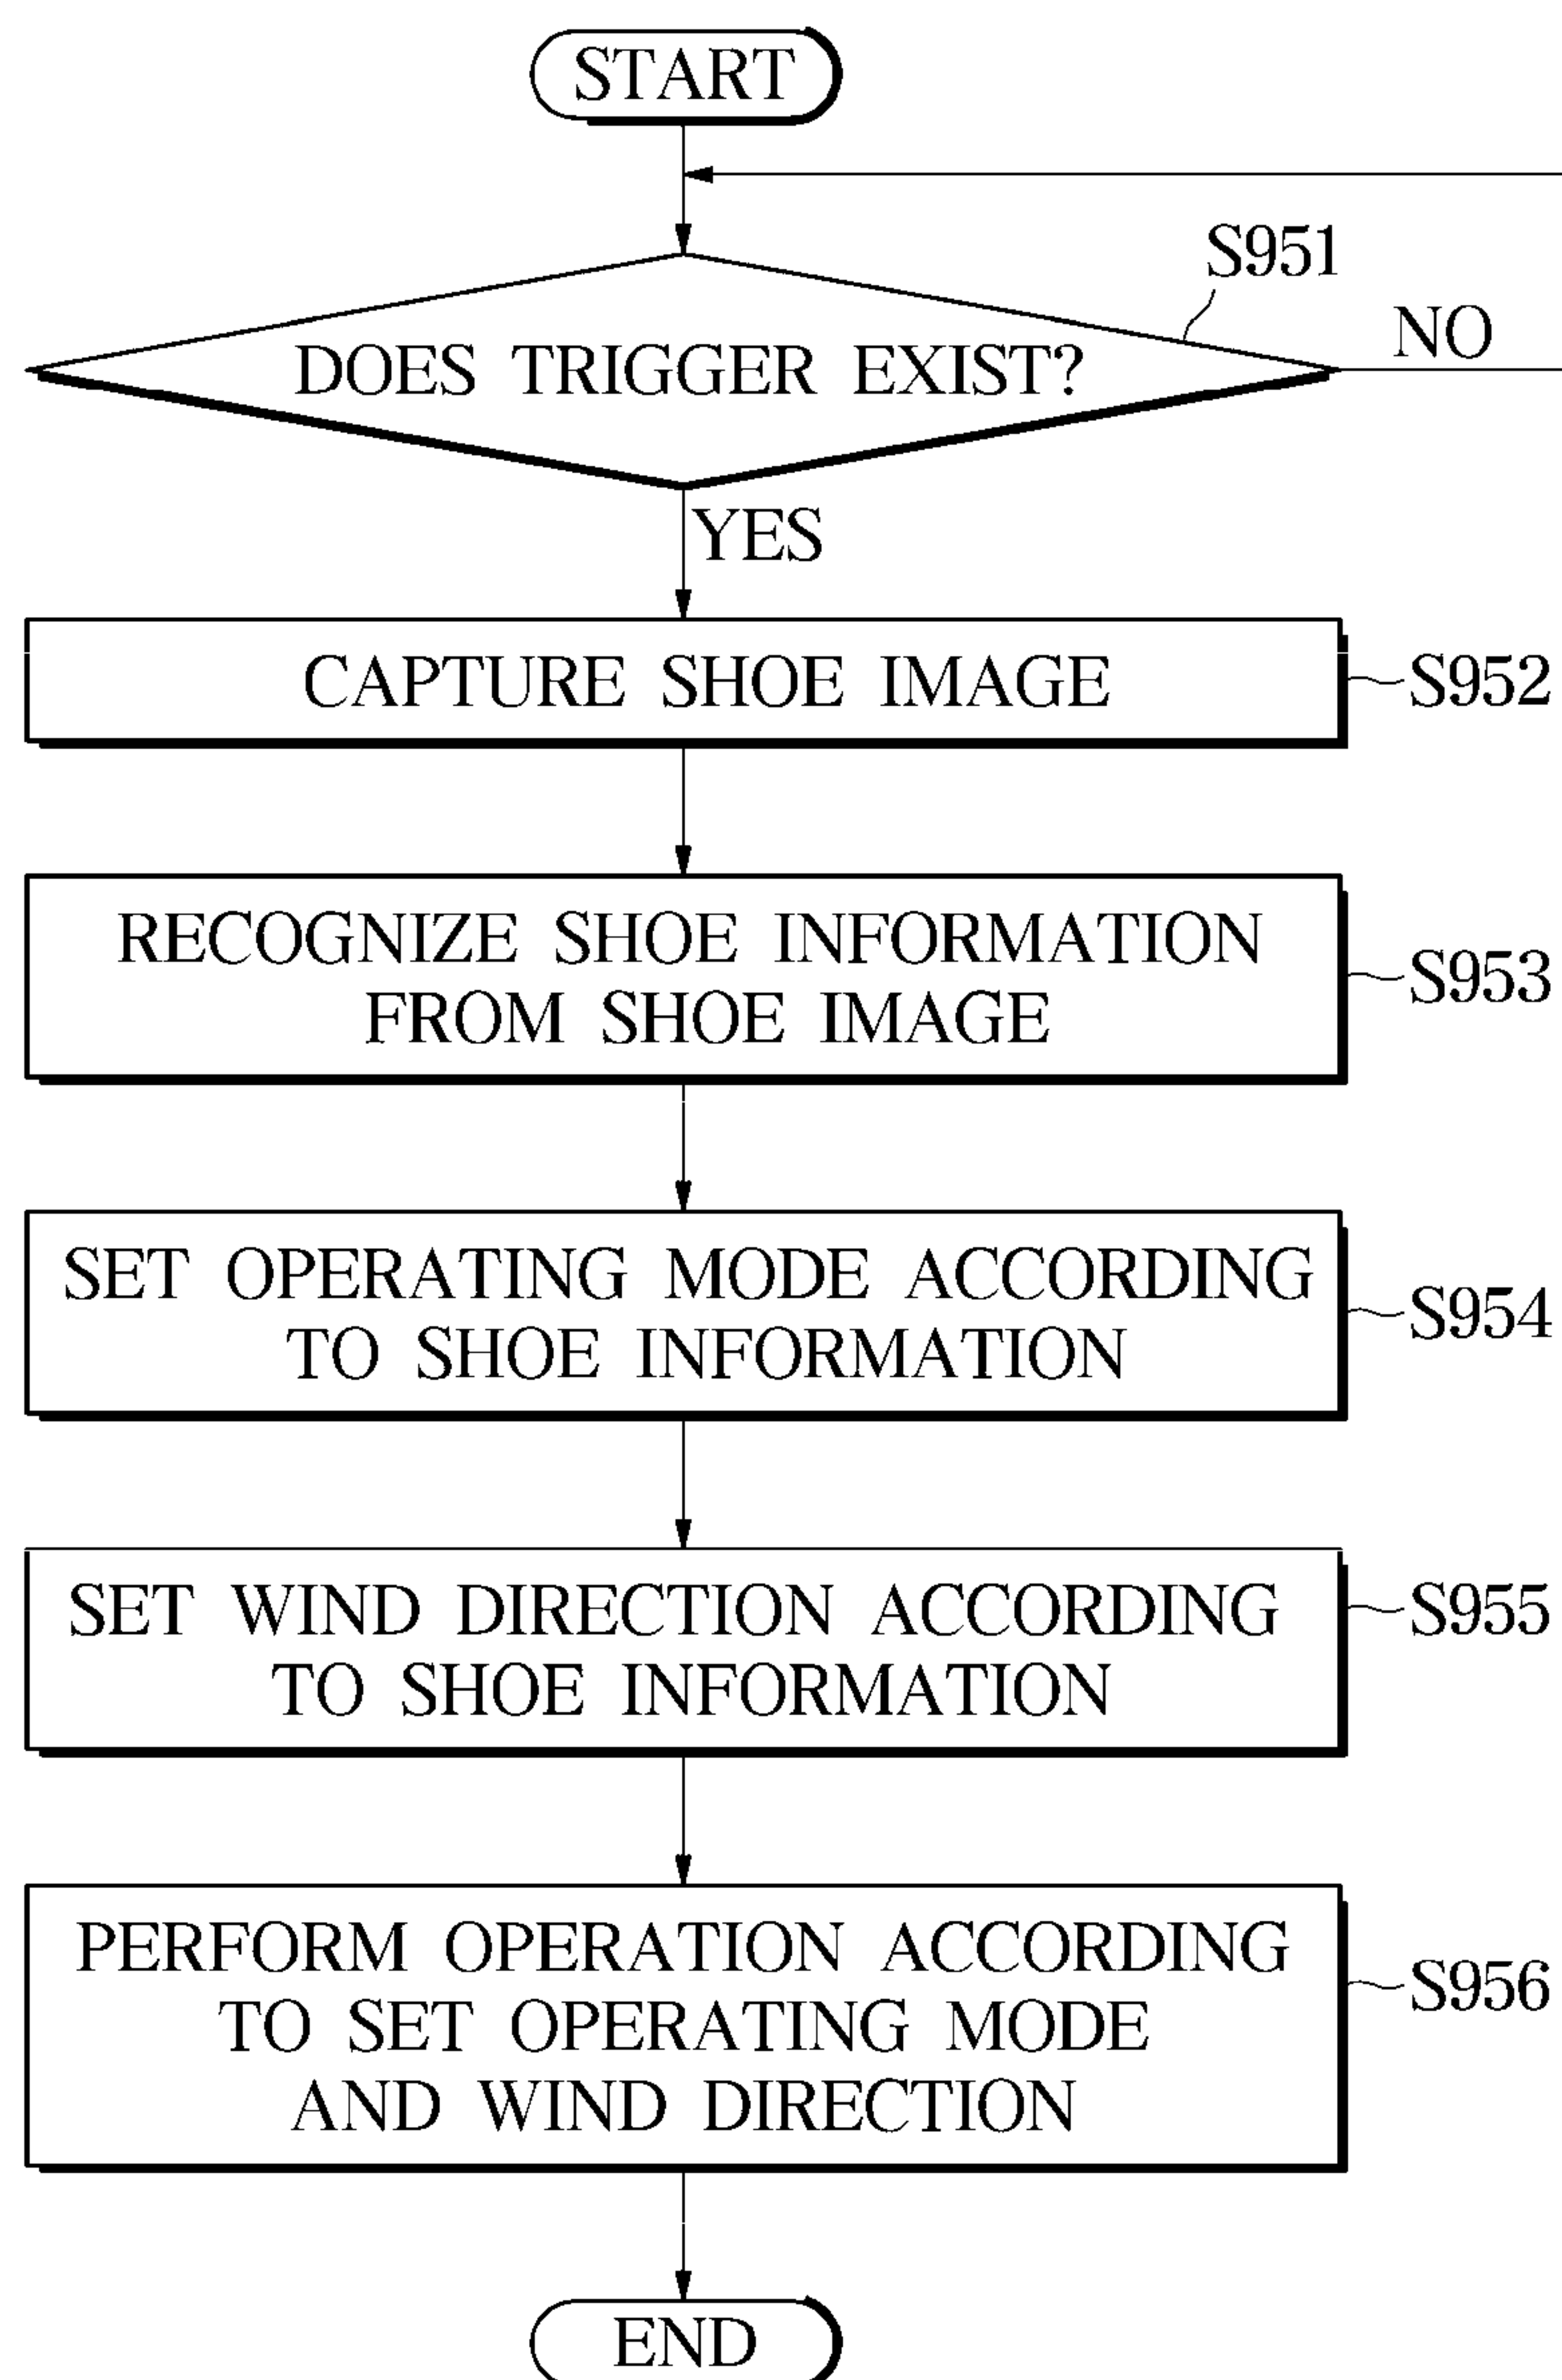 START
S951
DOES TRIGGER EXIST?
NO
YES
CAPTURE SHOE IMAGE
S952
RECOGNIZE SHOE INFORMATION
FROM SHOE IMAGE
S953
SET OPERATING MODE ACCORDING
TO SHOE INFORMATION
S954
SET WIND DIRECTION ACCORDING
TO SHOE INFORMATION
S955
PERFORM OPERATION ACCORDING
TO SET OPERATING MODE
AND WIND DIRECTION
S956
END